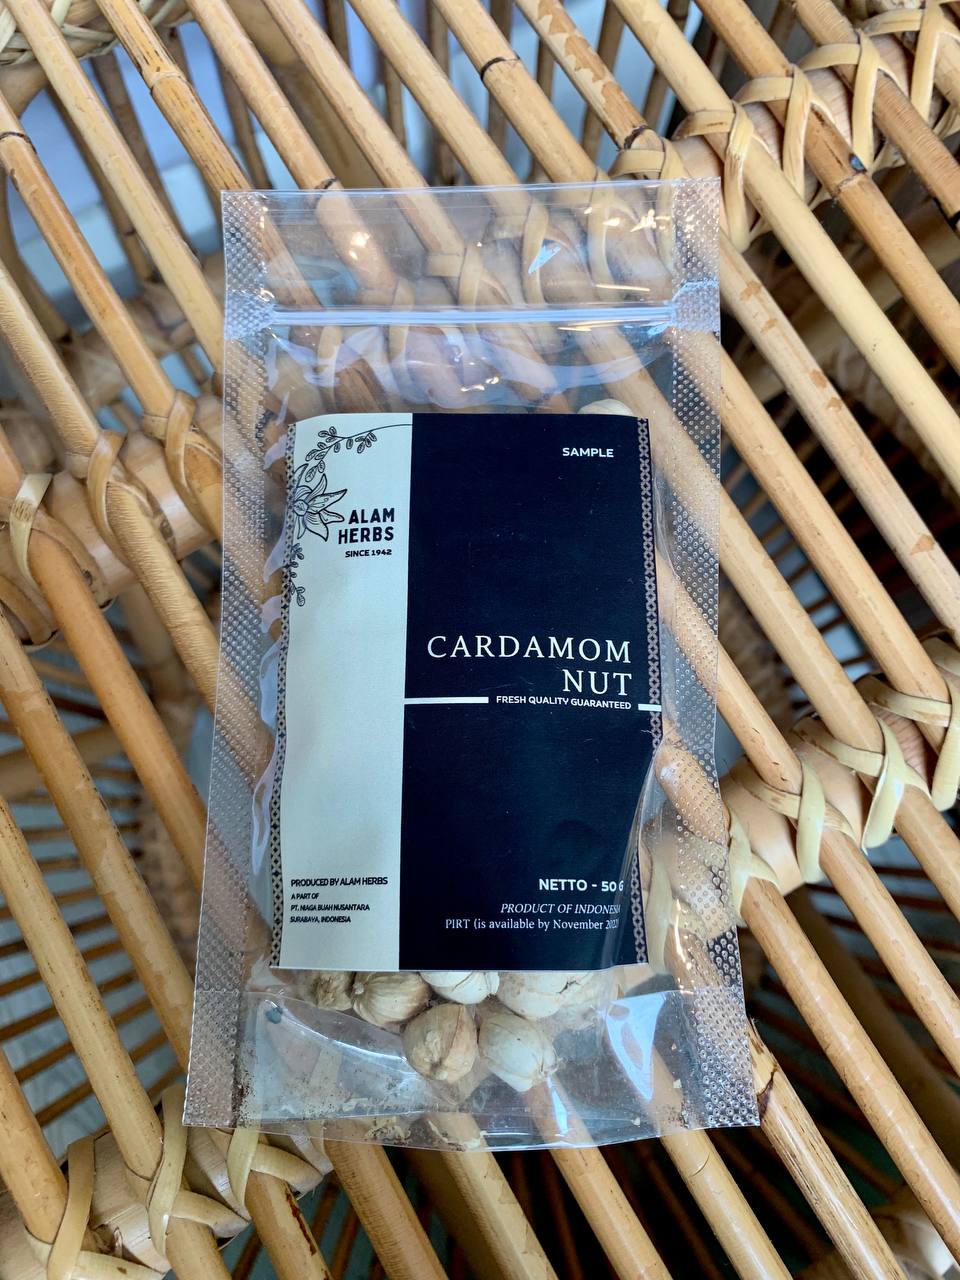 SAMPLE
ALAM
HERBS
SINCE 1942
CARDAMOM
NUT
FRESH QUALITY GUARANTEED
PRODUCED BY ALAM HERBS
A PART OF
PT. NIAGA BUAH NUSANTARA
SURABAYA, INDONESIA
NETTO - 50 G
PRODUCT OF INDONESIA
PIRT (is available by November